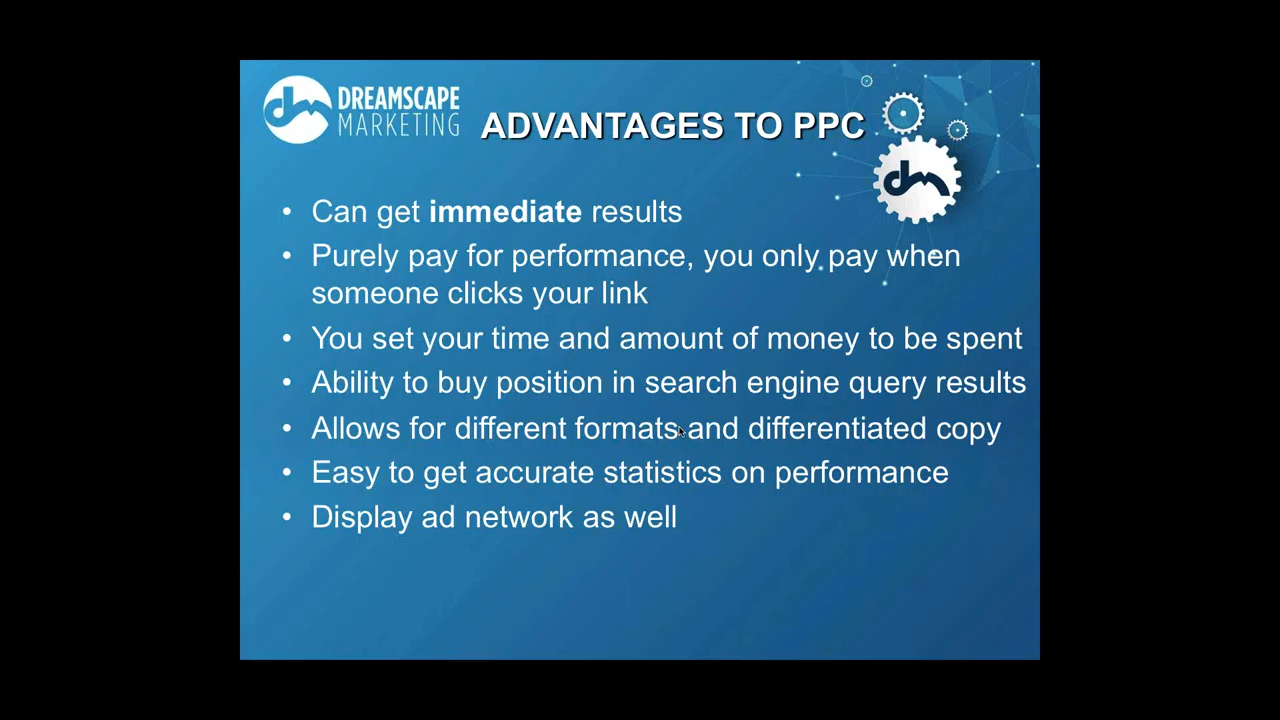 DREAMSCAPE
MARKETING
ADVANTAGES TO PPC
dm
dm
• Can get immediate results
• Purely pay for performance, you only pay when
someone clicks your link
• You set your time and amount of money to be spent
• Ability to buy position in search engine query results
• Allows for different formats and differentiated copy
• Easy to get accurate statistics on performance
• Display ad network as well